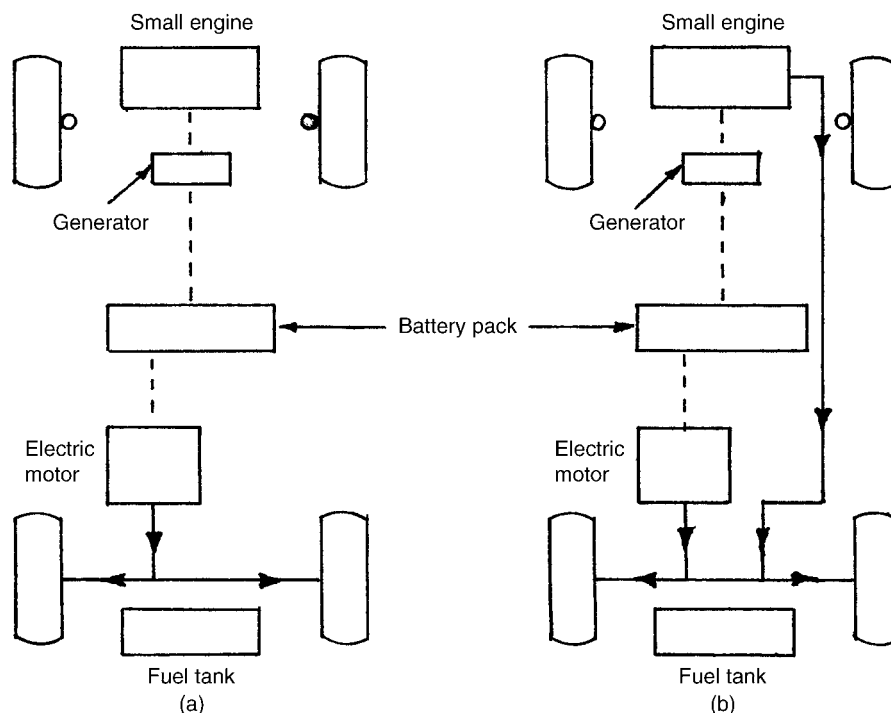 Small engine
Small engine
Generator
Generator
Battery pack
Electric
motor
Electric
motor
Fuel tank
(a)
Fuel tank
(b)